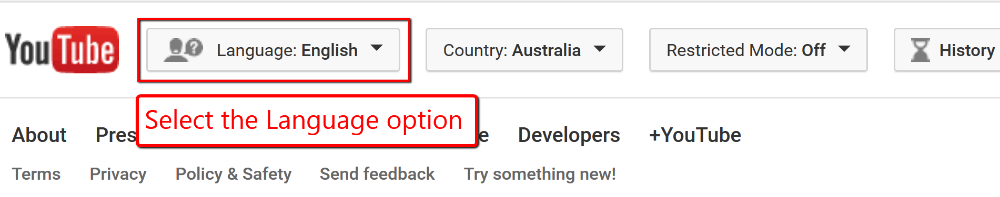 YouTube Language: English Country: Australia Restricted Mode: Off History
Select the Language option
About Pres e Developers +YouTube
Terms Privacy Policy & Safety Send feedback Try something new!